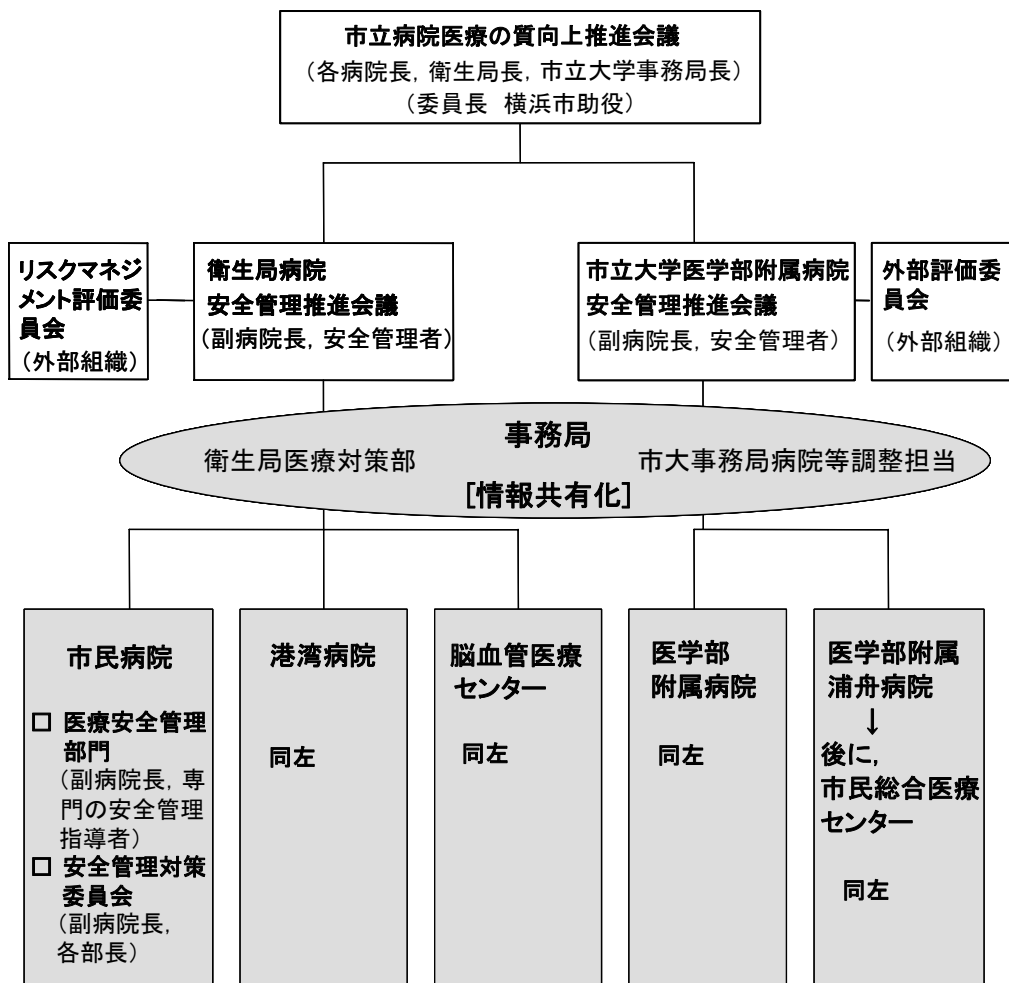 市立病院医療の質向上推進会議
（各病院長，衛生局長，市立大学事務局長）
（委員長　横浜市助役）
リスクマネジ
メント評価委
員会
（外部組織）
衛生局病院
安全管理推進会議
（副病院長，安全管理者）
市立大学医学部附属病院
安全管理推進会議
（副病院長，安全管理者）
外部評価委
員会
（外部組織）
事務局
衛生局医療対策部
市大事務局病院等調整担当
［情報共有化］
市民病院
□ 医療安全管理
部門
（副病院長，専
門の安全管理
指導者）
□ 安全管理対策
委員会
（副病院長，
各部長）
港湾病院
同左
脳血管医療
センター
同左
医学部
附属病院
同左
医学部附属
浦舟病院
↓
後に，
市民総合医療
センター
同左